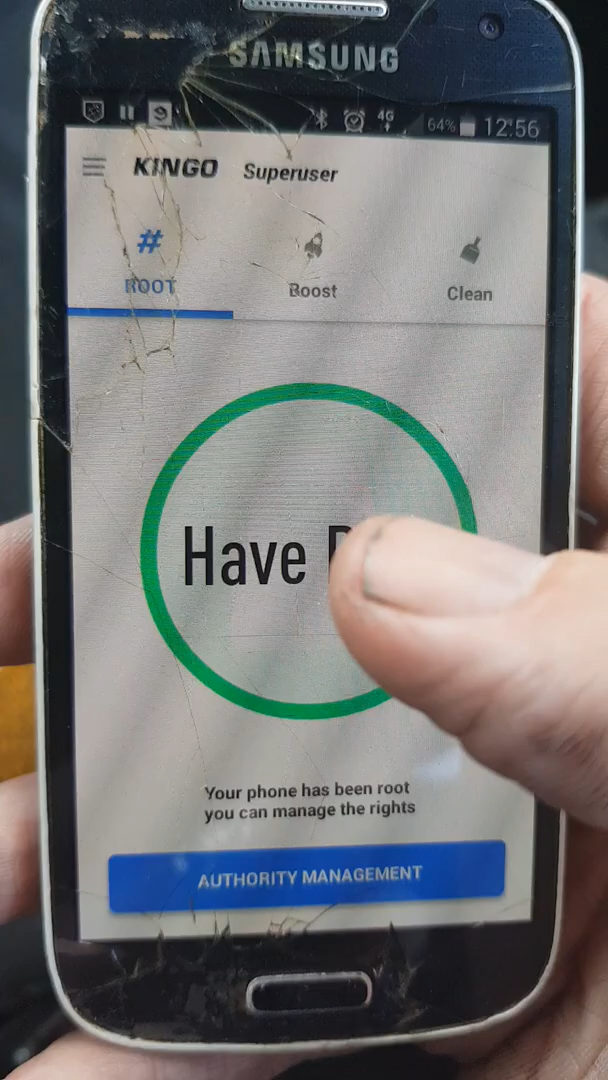 SAMSUNG
4G 64% 12:56
KINGO Superuser
# 
ROOT Boost Clean
Have
Your phone has been root
you can manage the rights
AUTHORITY MANAGEMENT